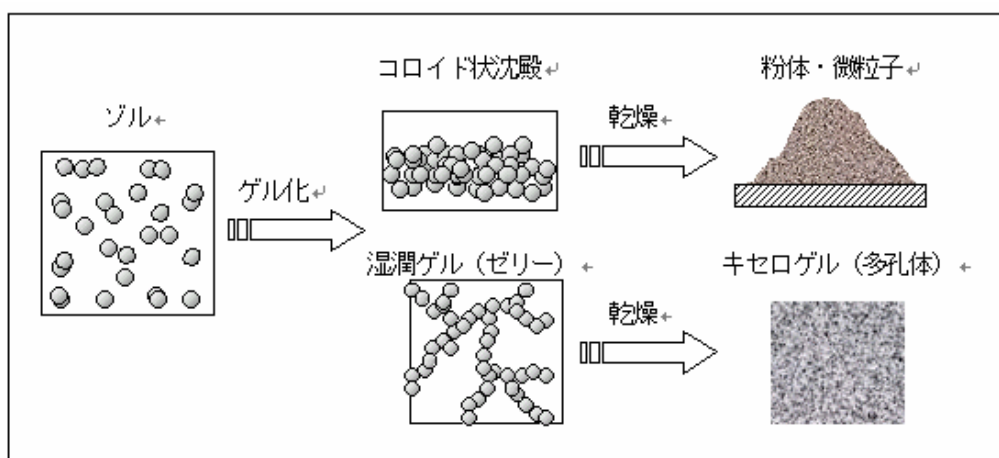 コロイド状沈殿↵
粉体・微粒子↵
ゾル↵
乾燥↵
ゲル化↵
湿潤ゲル（ゼリー） ↵
キセロゲル（多孔体） ↵
乾燥↵